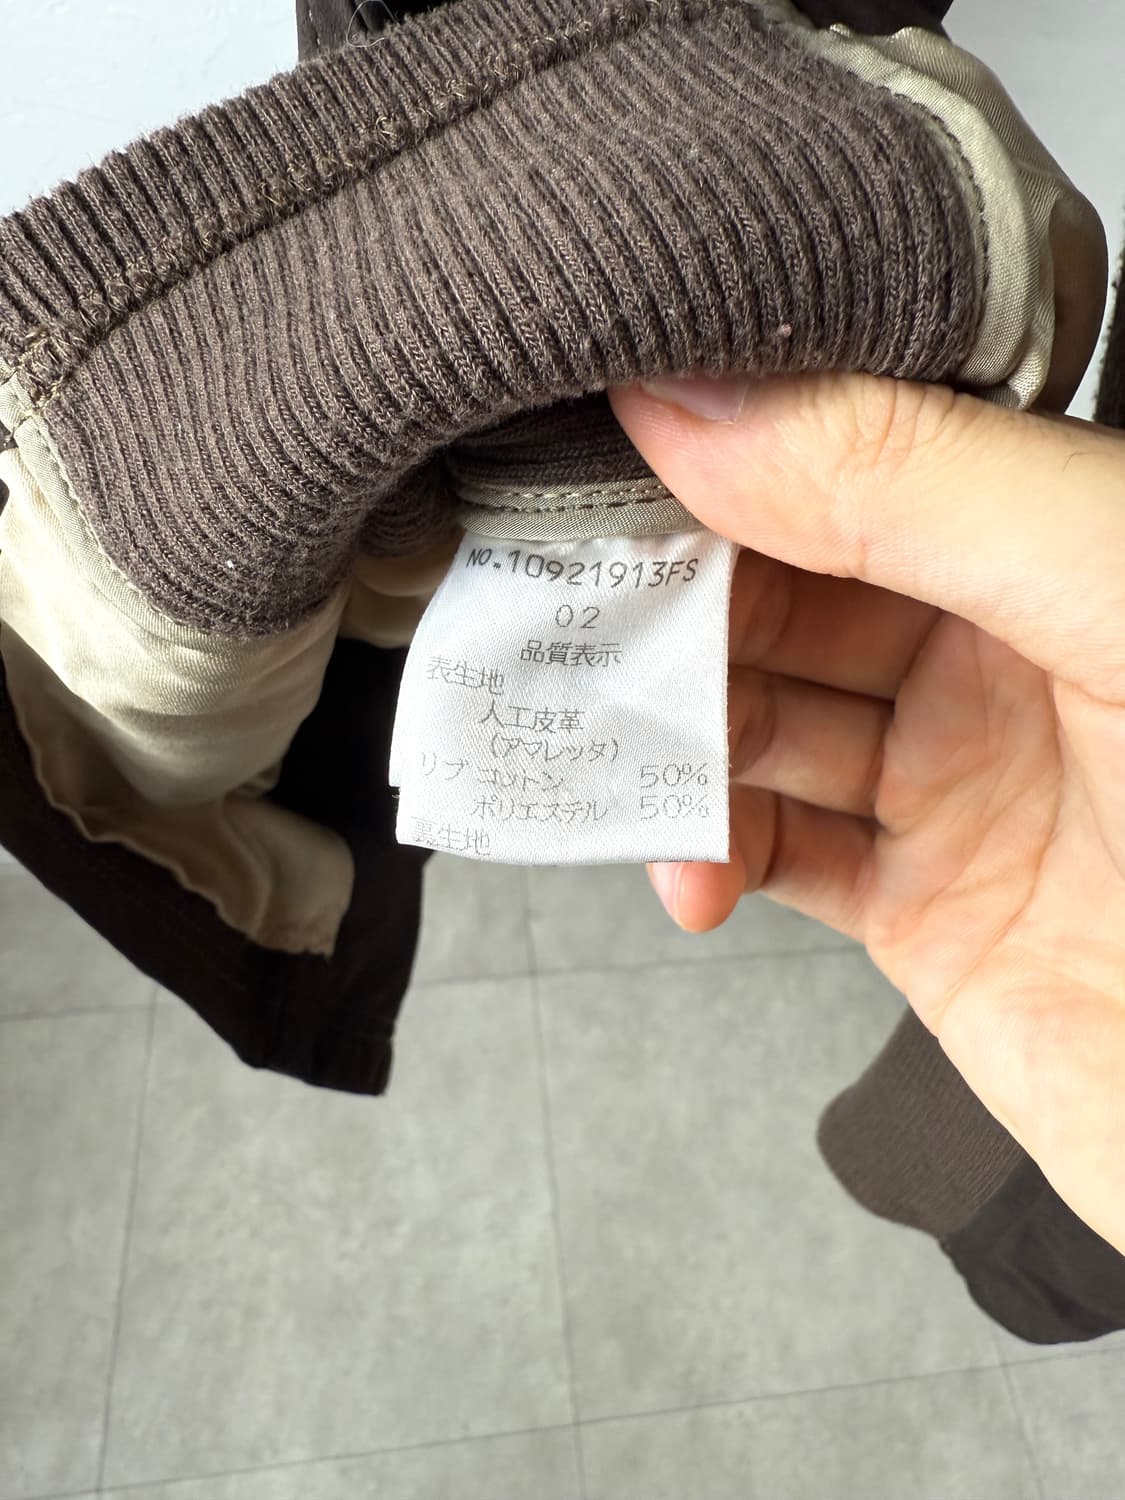 NO.10921913FS
02
品質表示
表生地
人工皮革
(アマレッタ)
リブ コットン 50%
ポリエステル 50%
裏生地